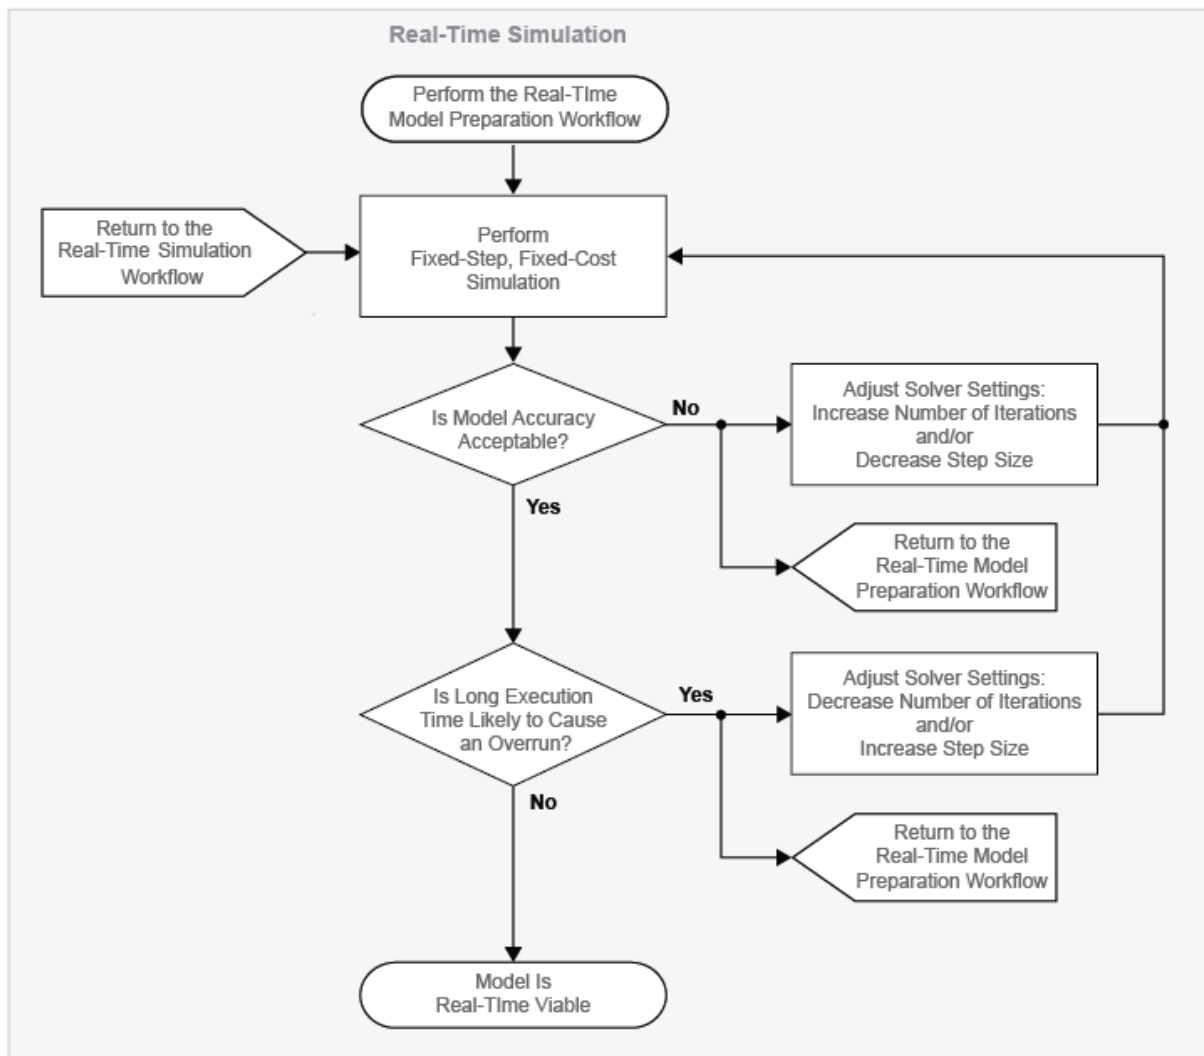 Real-Time Simulation
Perform the Real-TIme
Model Preparation Workflow
Return to the
Real-Time Simulation
Workflow
Perform
Fixed-Step, Fixed-Cost
Simulation
Is Model Accuracy
Acceptable?
No
Adjust Solver Settings:
Increase Number of Iterations
and/or
Decrease Step Size
Yes
Return to the
Real-Time Model
Preparation Workflow
Is Long Execution
Time Likely to Cause
an Overrun?
Yes
Adjust Solver Settings:
Decrease Number of Iterations
and/or
Increase Step Size
No
Return to the
Real-Time Model
Preparation Workflow
Model Is
Real-TIme Viable